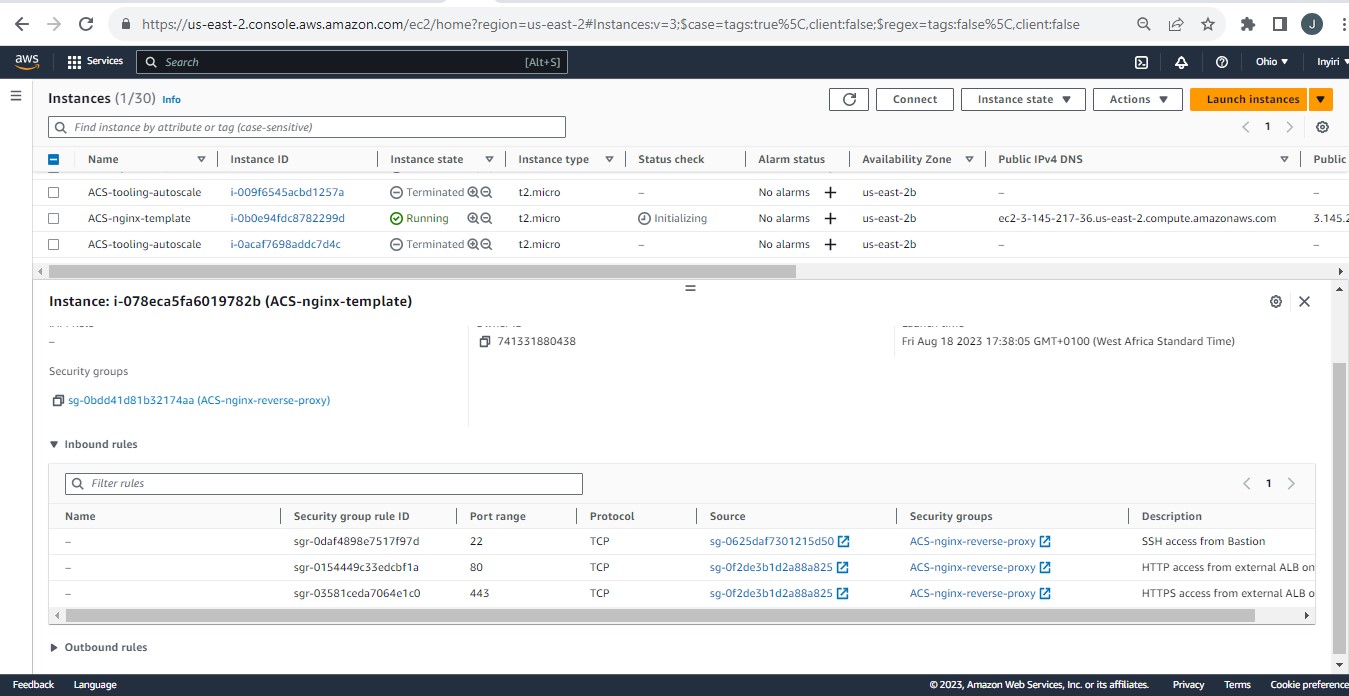 https://us-east-2.console.aws.amazon.com/ec2/home?region=us-east-2#Instances:v=3;$case=tags:true%5C,client:false;$regex=tags:false%5C,client:false J
aws Services Search [Alt+S] Ohio ▼ Inyiri ▼
Instances (1/30) Info Connect Instance state ▼ Actions ▼ Launch instances ▼
Find instance by attribute or tag (case-sensitive) 1
Name Instance ID Instance state Instance type Status check Alarm status Availability Zone Public IPv4 DNS Public
ACS-tooling-autoscale i-009f6545acbd1257a Terminated t2.micro – No alarms + us-east-2b – –
ACS-nginx-template i-0b0e94fdc8782299d Running t2.micro Initializing No alarms + us-east-2b ec2-3-145-217-36.us-east-2.compute.amazonaws.com 3.145.2
ACS-tooling-autoscale i-0acaf7698addc7d4c Terminated t2.micro – No alarms + us-east-2b – –
Instance: i-078eca5fa6019782b (ACS-nginx-template)
– 741331880438 Fri Aug 18 2023 17:38:05 GMT+0100 (West Africa Standard Time)
Security groups
sg-0bdd41d81b32174aa (ACS-nginx-reverse-proxy)
▼ Inbound rules
Filter rules 1
Name Security group rule ID Port range Protocol Source Security groups Description
– sgr-0daf4898e7517f97d 22 TCP sg-0625daf7301215d50 ACS-nginx-reverse-proxy SSH access from Bastion
– sgr-0154449c33edcbf1a 80 TCP sg-0f2de3b1d2a88a825 ACS-nginx-reverse-proxy HTTP access from external ALB on
– sgr-03581ceda7064e1c0 443 TCP sg-0f2de3b1d2a88a825 ACS-nginx-reverse-proxy HTTPS access from external ALB o
▶ Outbound rules
Feedback Language © 2023, Amazon Web Services, Inc. or its affiliates. Privacy Terms Cookie preference